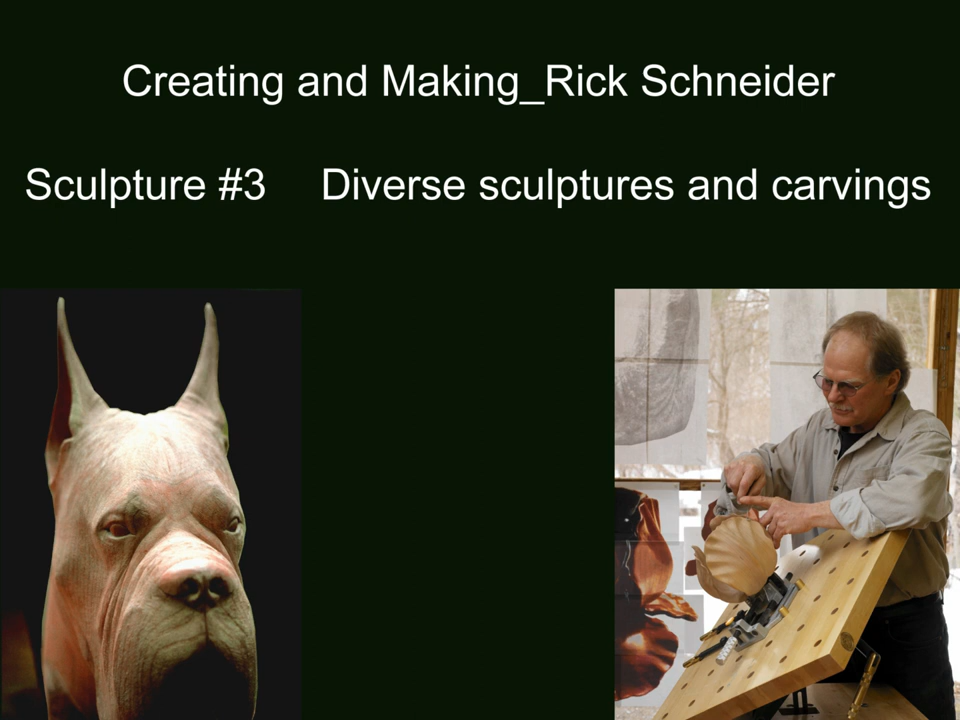 Creating and Making_Rick Schneider
Sculpture #3 Diverse sculptures and carvings